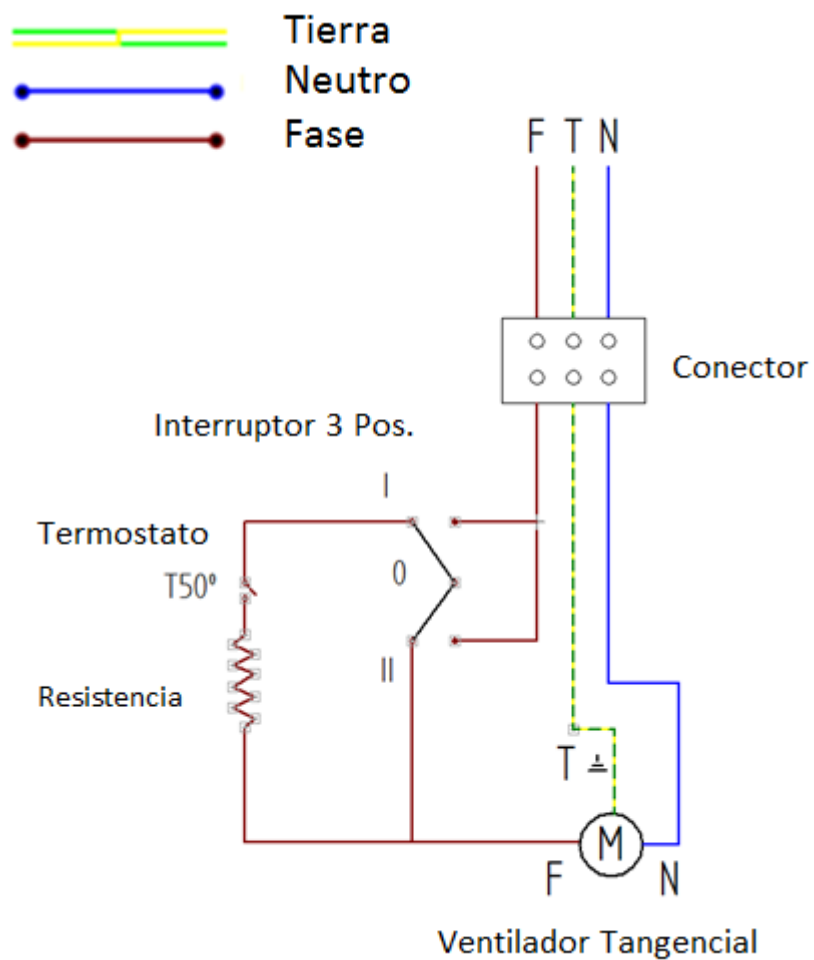 Tierra
Neutro
Fase
F T N
Conector
Interruptor 3 Pos.
I
Termostato
T50º
0
II
Resistencia
T
M
F
N
Ventilador Tangencial